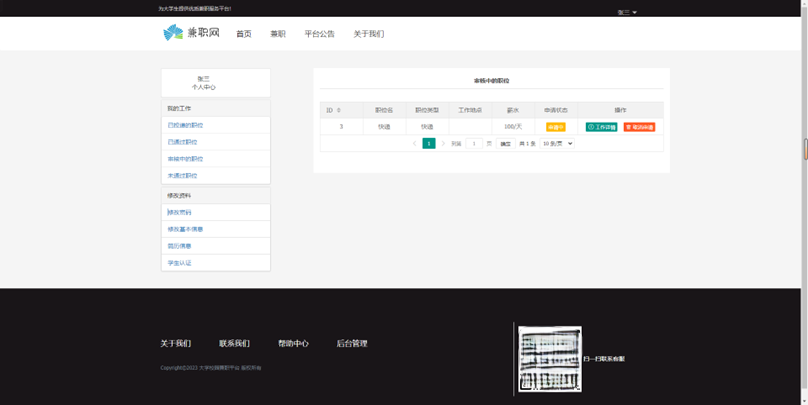 为大学生提供优质兼职服务平台!
张三
兼职网
首页 兼职 平台公告 关于我们
张三
个人中心
我的工作
已投递的职位
已通过职位
审核中的职位
未通过职位
修改资料
修改密码
修改基本信息
简历信息
学生认证
审核中的职位
ID 职位名 职位类型 工作地点 薪水 申请状态 操作
3 快递 快递 100/天 审核中 工作详情 取消申请
1 到第 1 页 确定 共 1 条 10 条/页
关于我们 联系我们 帮助中心 后台管理
Copyright©2021 大学校园兼职平台 版权所有
扫一扫联系客服